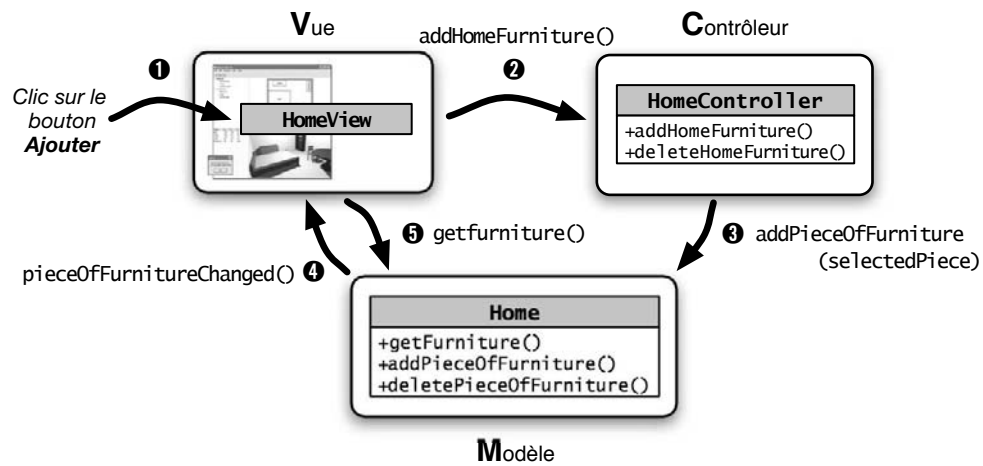 Vue
addHomeFurniture()
Contrôleur
❶
❷
Clic sur le
bouton
Ajouter
HomeView
HomeController
+addHomeFurniture()
+deleteHomeFurniture()
❺ getfurniture()
❸ addPieceOfFurniture
(selectedPiece)
pieceOfFurnitureChanged() ❹
Home
+getFurniture()
+addPieceOfFurniture()
+deletePieceOfFurniture()
Modèle